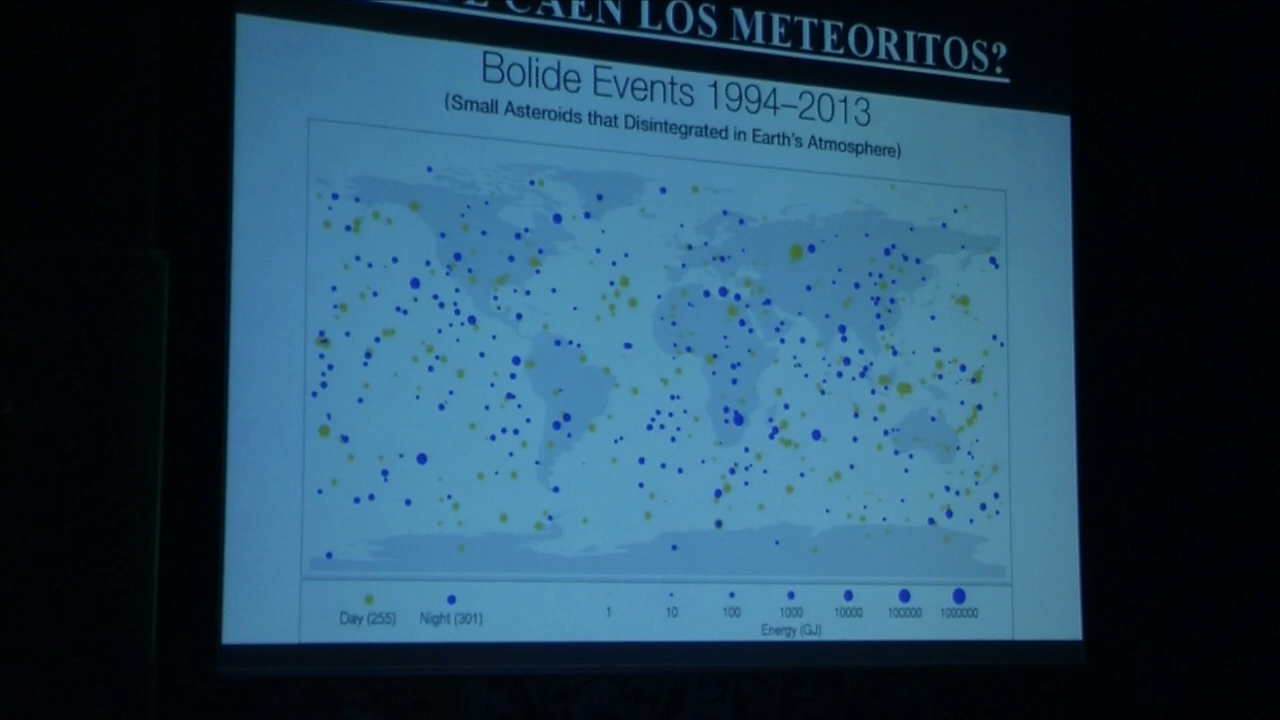 CAEN LOS METEORITOS?
Bolide Events 1994–2013
(Small Asteroids that Disintegrated in Earth's Atmosphere)
Day (255) Night (301) 1 10 100 1000 10000 100000 1000000
Energy (GJ)